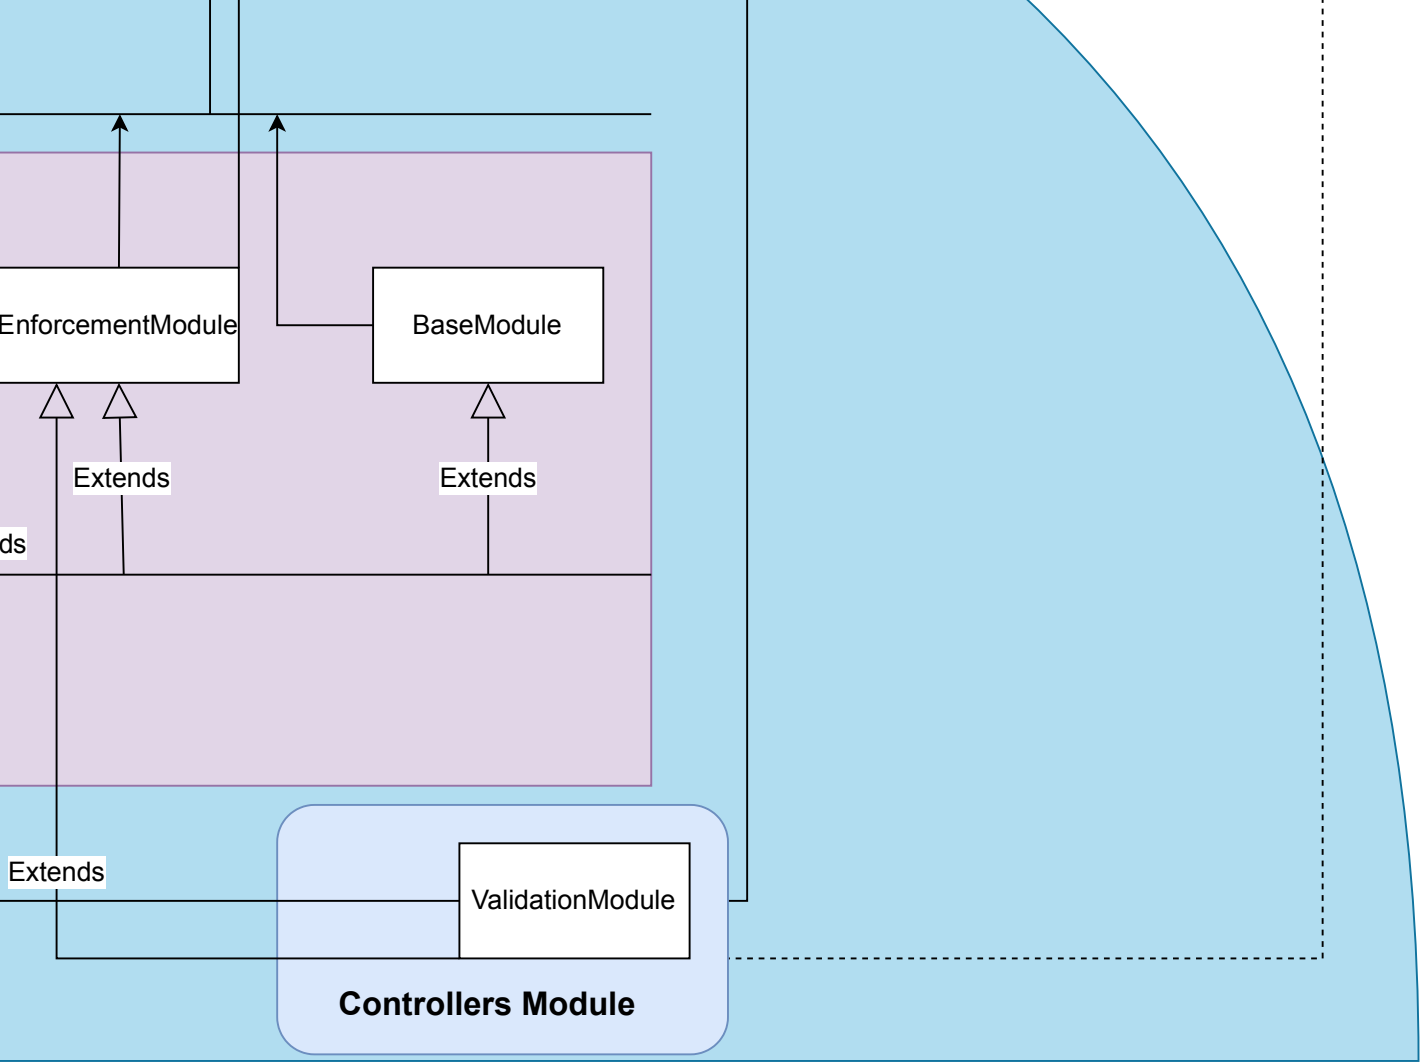 EnforcementModule
BaseModule
Extends
Extends
ds
Extends
ValidationModule
Controllers Module